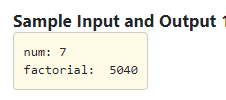 Sample Input and Output 1
num: 7
factorial:  5040